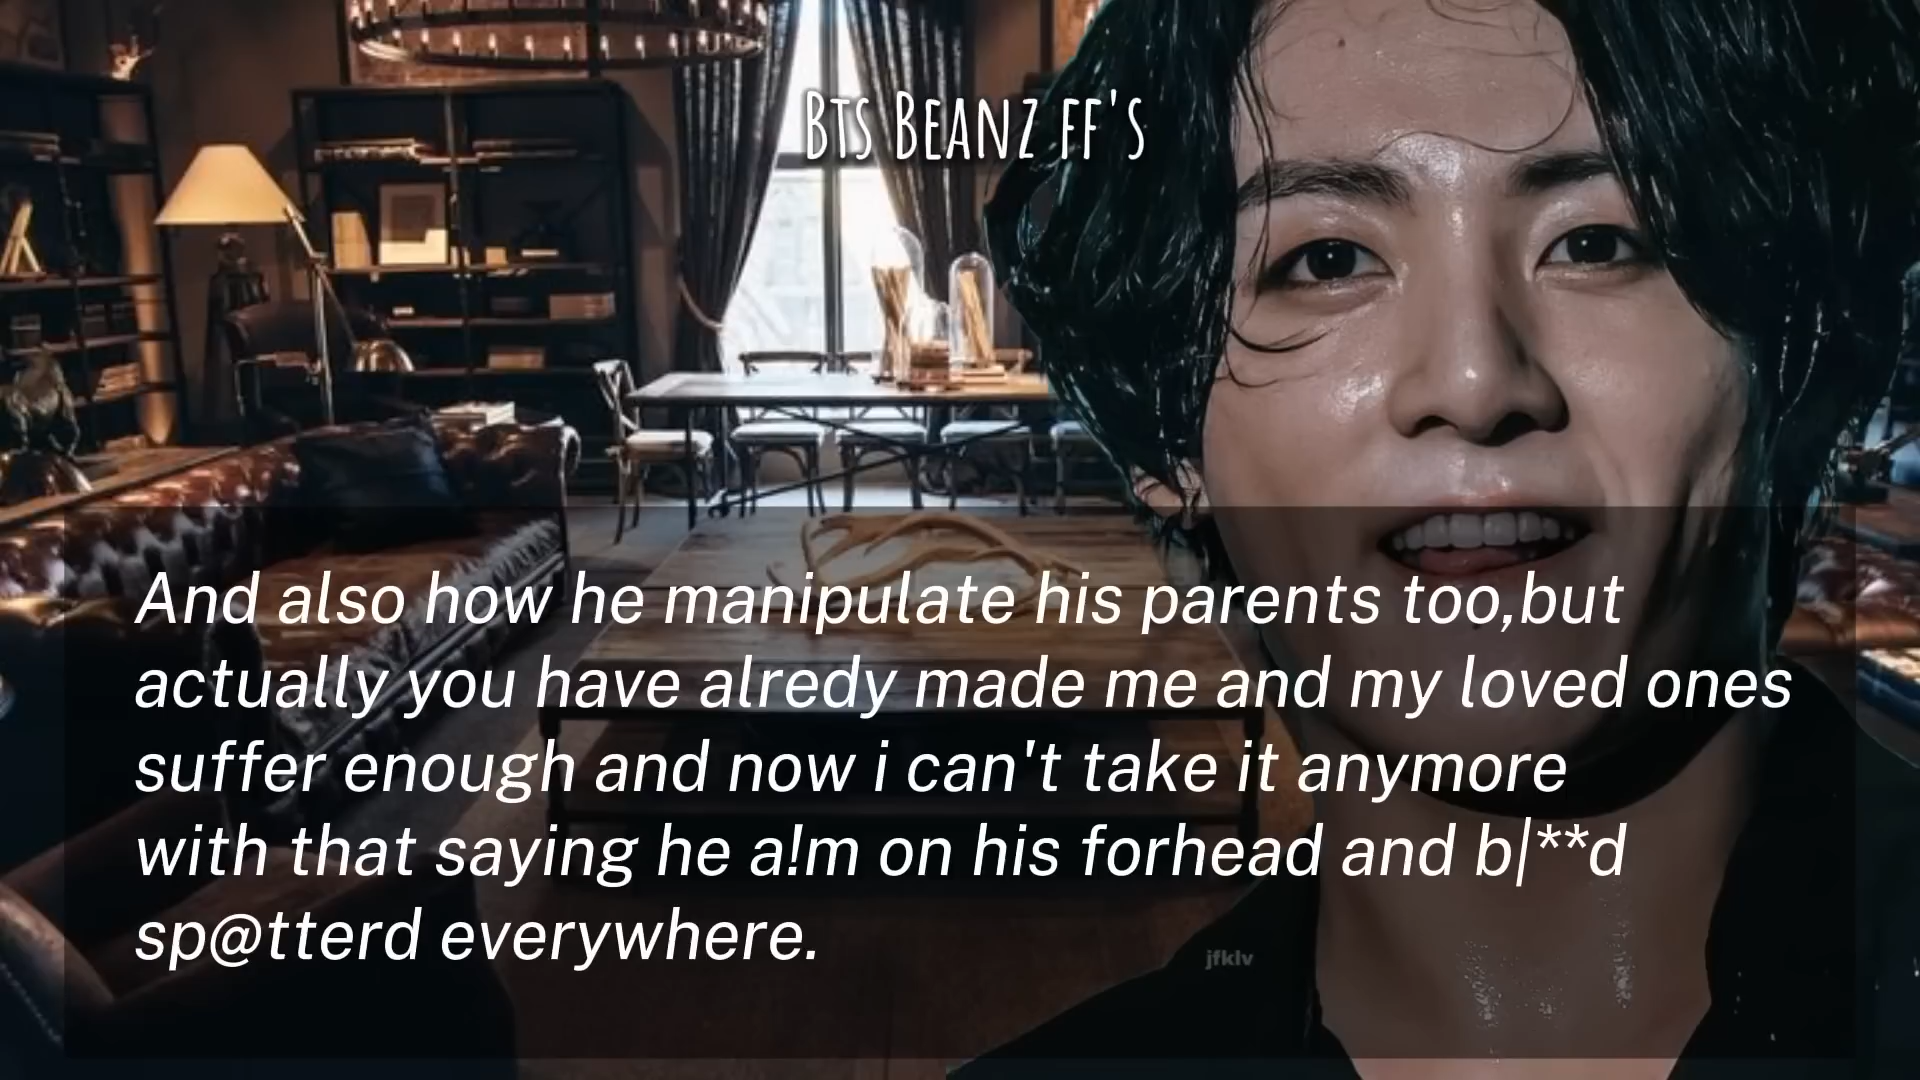 Bts Beanz ff's
And also how he manipulate his parents too,but
actually you have alredy made me and my loved ones
suffer enough and now i can't take it anymore
with that saying he a!m on his forhead and b|**d
sp@tterd everywhere.
jfklv